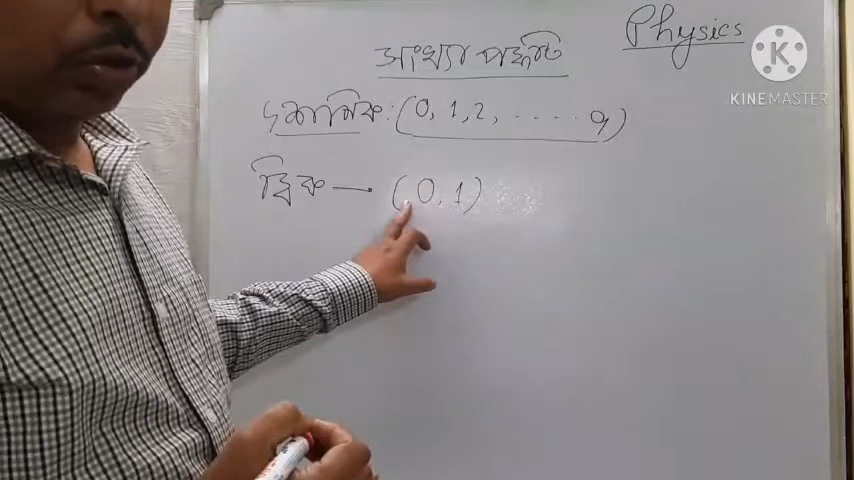 সংখ্যা পদ্ধতি
Physics
K
KINEMASTER
দশমিক: (0, 1, 2, ..... 9)
দ্বিক — (0, 1)